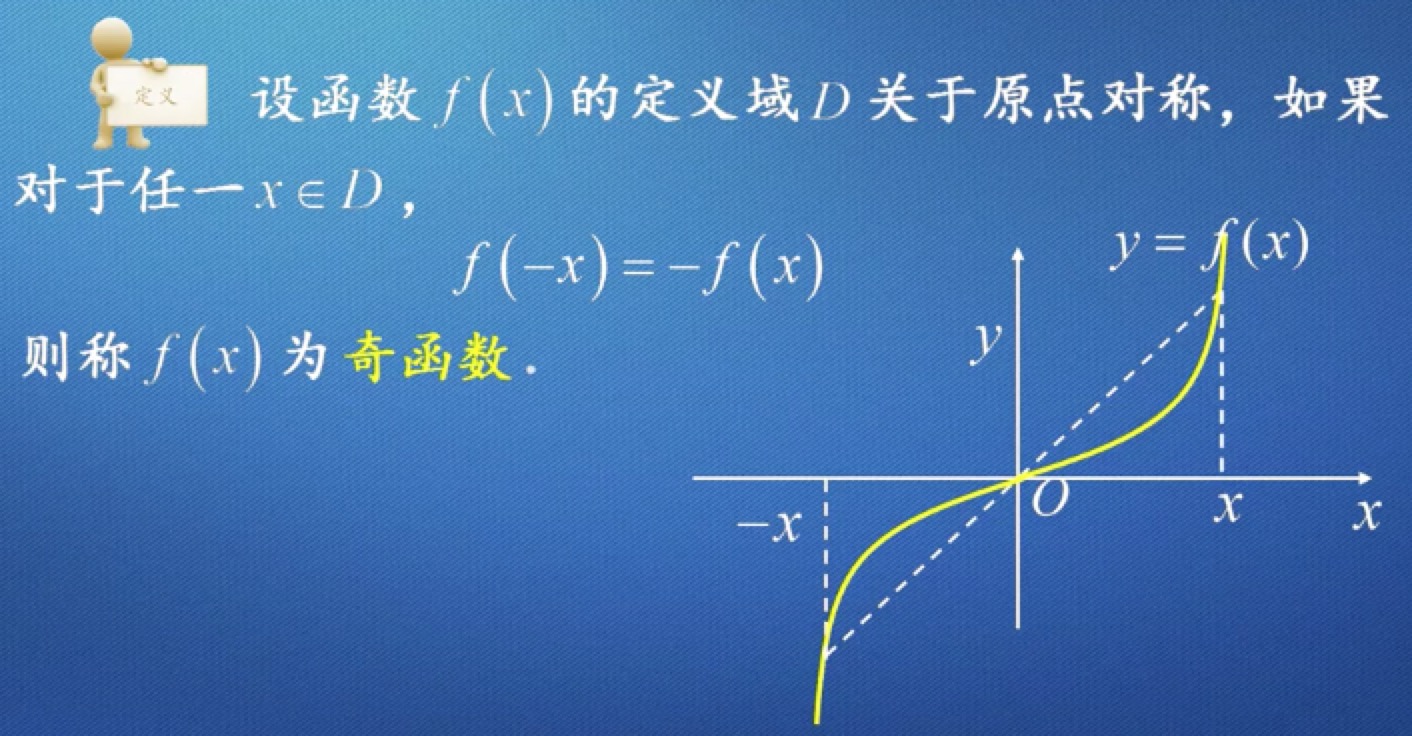 定义
设函数 f(x) 的定义域 D 关于原点对称，如果
对于任一 x ∈ D，
f(−x) = −f(x)
则称 f(x) 为奇函数．
y = f(x)
y
O
x
x
−x